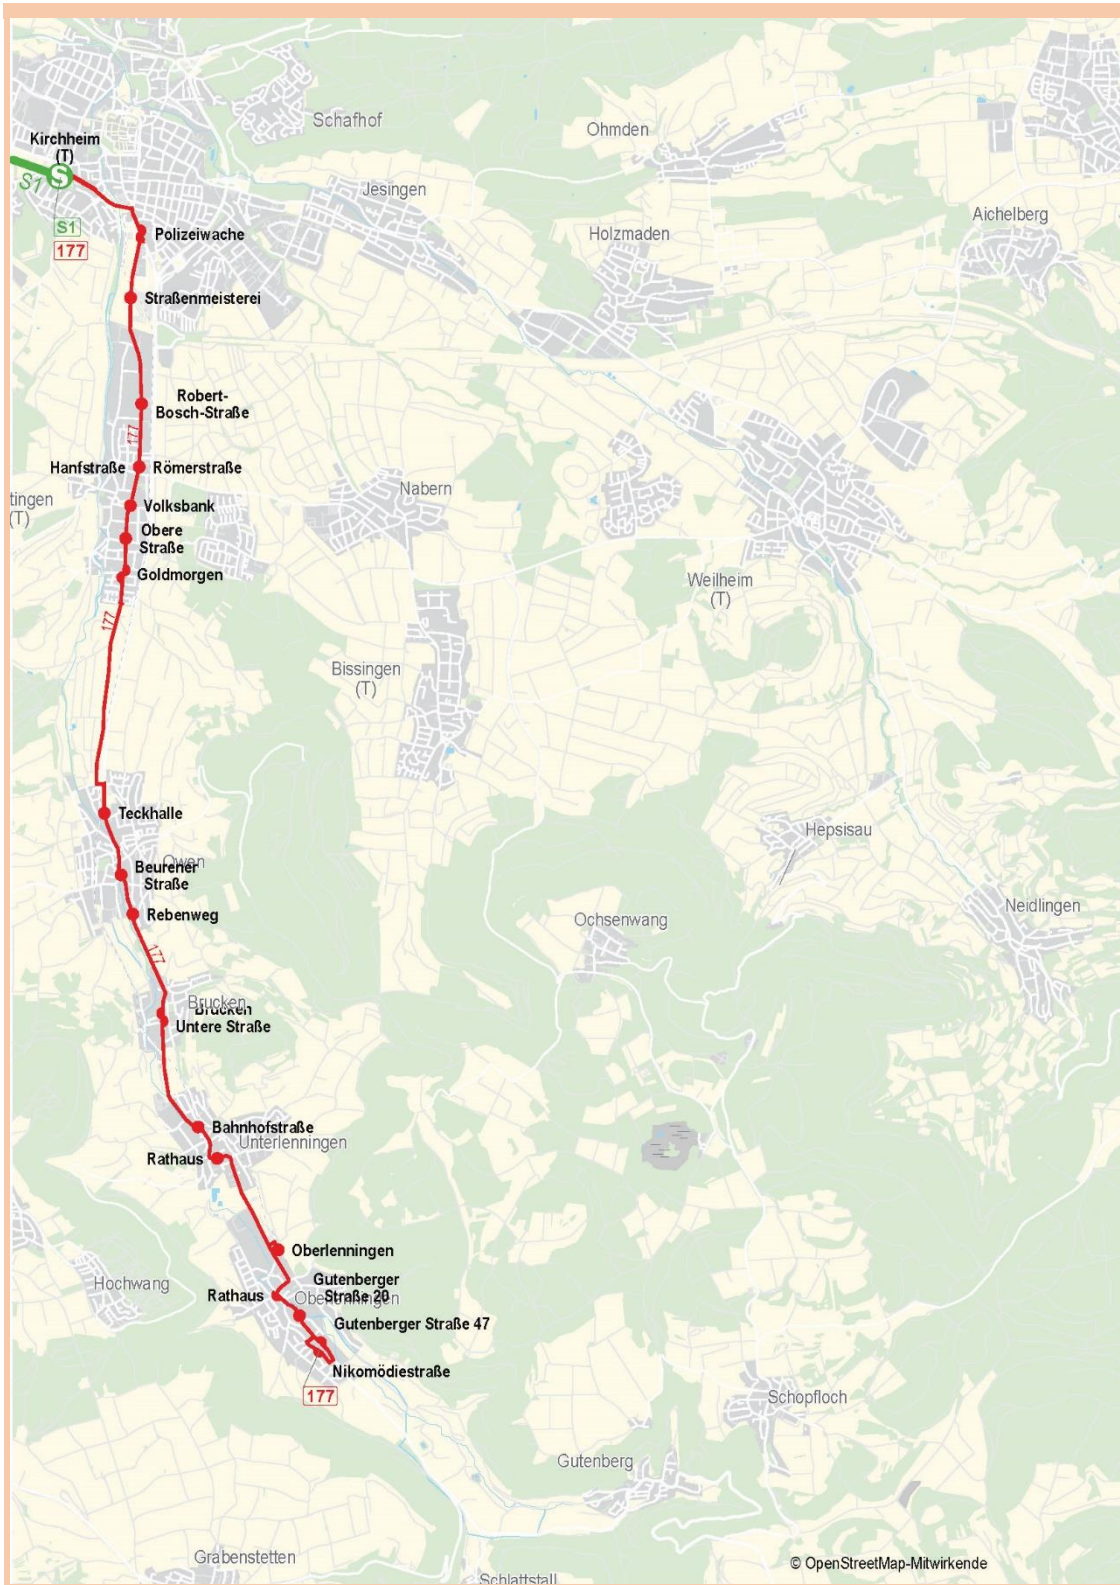 Schafhof
Ohmden
Kirchheim
(T)
S1
S
Jesingen
Aichelberg
S1
177
Polizeiwache
Holzmaden
Straßenmeisterei
Robert-
Bosch-Straße
177
Hanfstraße
Römerstraße
Nabern
tingen
(T)
Volksbank
Obere
Straße
Goldmorgen
Weilheim
(T)
177
Bissingen
(T)
Teckhalle
Hepsisau
Owen
Beurener
Straße
Rebenweg
Neidlingen
Ochsenwang
177
Brucken
Brucken
Untere Straße
Bahnhofstraße
Unterlenningen
Rathaus
Oberlenningen
Hochwang
Gutenberger
Straße 20
Rathaus
Oberlenningen
Gutenberger Straße 47
Nikomödiestraße
177
Schopfloch
Gutenberg
Grabenstetten
© OpenStreetMap-Mitwirkende
Schlattstall